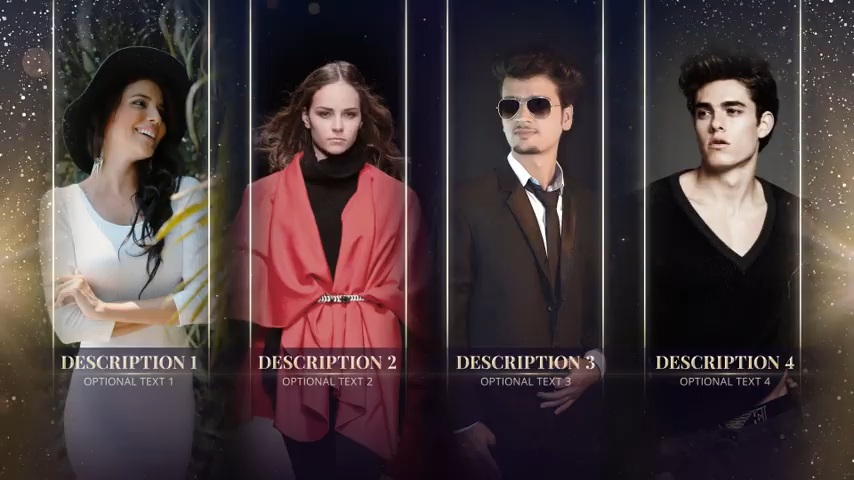 DESCRIPTION 1
OPTIONAL TEXT 1
DESCRIPTION 2
OPTIONAL TEXT 2
DESCRIPTION 3
OPTIONAL TEXT 3
DESCRIPTION 4
OPTIONAL TEXT 4